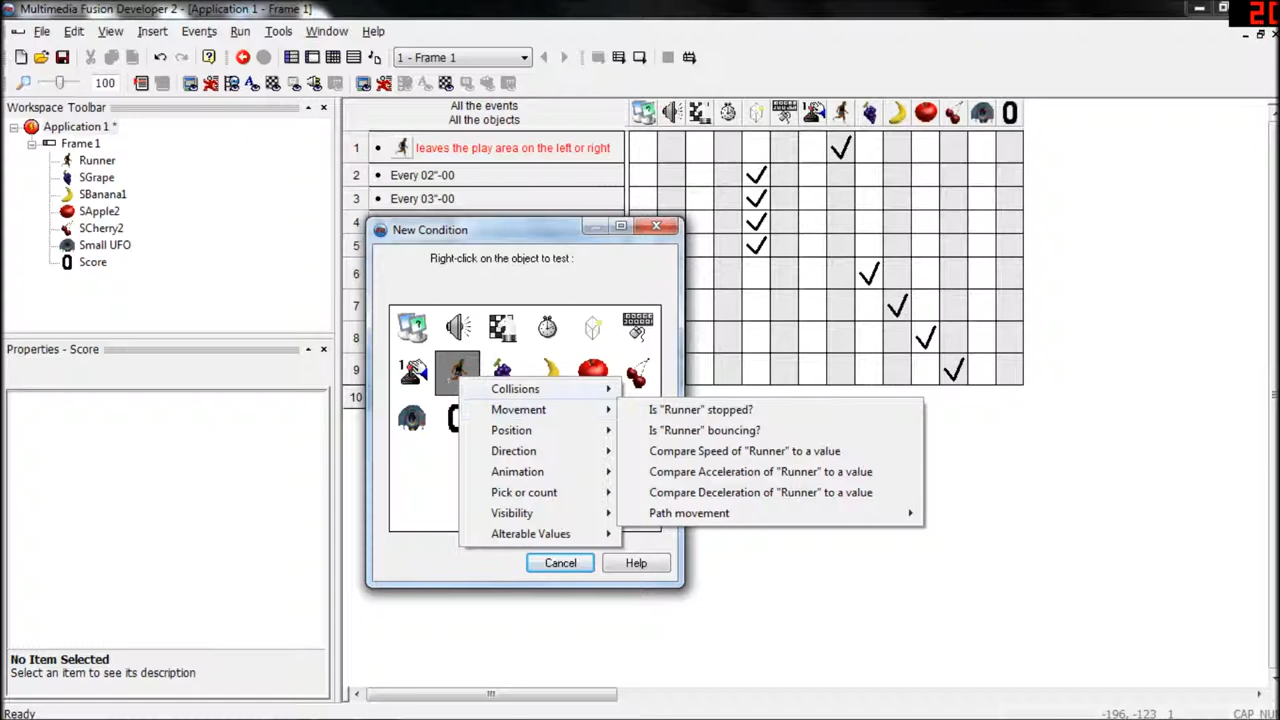 Multimedia Fusion Developer 2 - [Application 1 - Frame 1]
20
File Edit View Insert Events Run Tools Window Help
1 - Frame 1
100
Workspace Toolbar
Application 1 *
Frame 1
Runner
SGrape
SBanana1
SApple2
SCherry2
Small UFO
Score
Properties - Score
No Item Selected
Select an item to see its description
All the events
All the objects
1 • leaves the play area on the left or right
2 • Every 02"-00
3 • Every 03"-00
4
5
6
7
8
9
10
New Condition
Right-click on the object to test :
Collisions
Movement
Position
Direction
Animation
Pick or count
Visibility
Alterable Values
Is "Runner" stopped?
Is "Runner" bouncing?
Compare Speed of "Runner" to a value
Compare Acceleration of "Runner" to a value
Compare Deceleration of "Runner" to a value
Path movement
Cancel Help
Ready
-196, -123 1 CAP NU